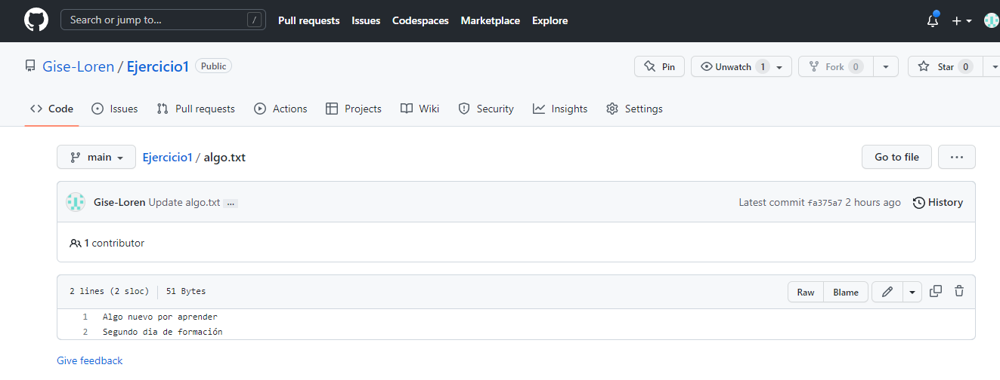 Search or jump to... /
Pull requests Issues Codespaces Marketplace Explore
Gise-Loren / Ejercicio1 Public
Pin Unwatch 1 Fork 0 Star 0
Code Issues Pull requests Actions Projects Wiki Security Insights Settings
main Ejercicio1 / algo.txt Go to file ...
Gise-Loren Update algo.txt ... Latest commit fa375a7 2 hours ago History
1 contributor
2 lines (2 sloc) 51 Bytes Raw Blame
1 Algo nuevo por aprender
2 Segundo dia de formación
Give feedback